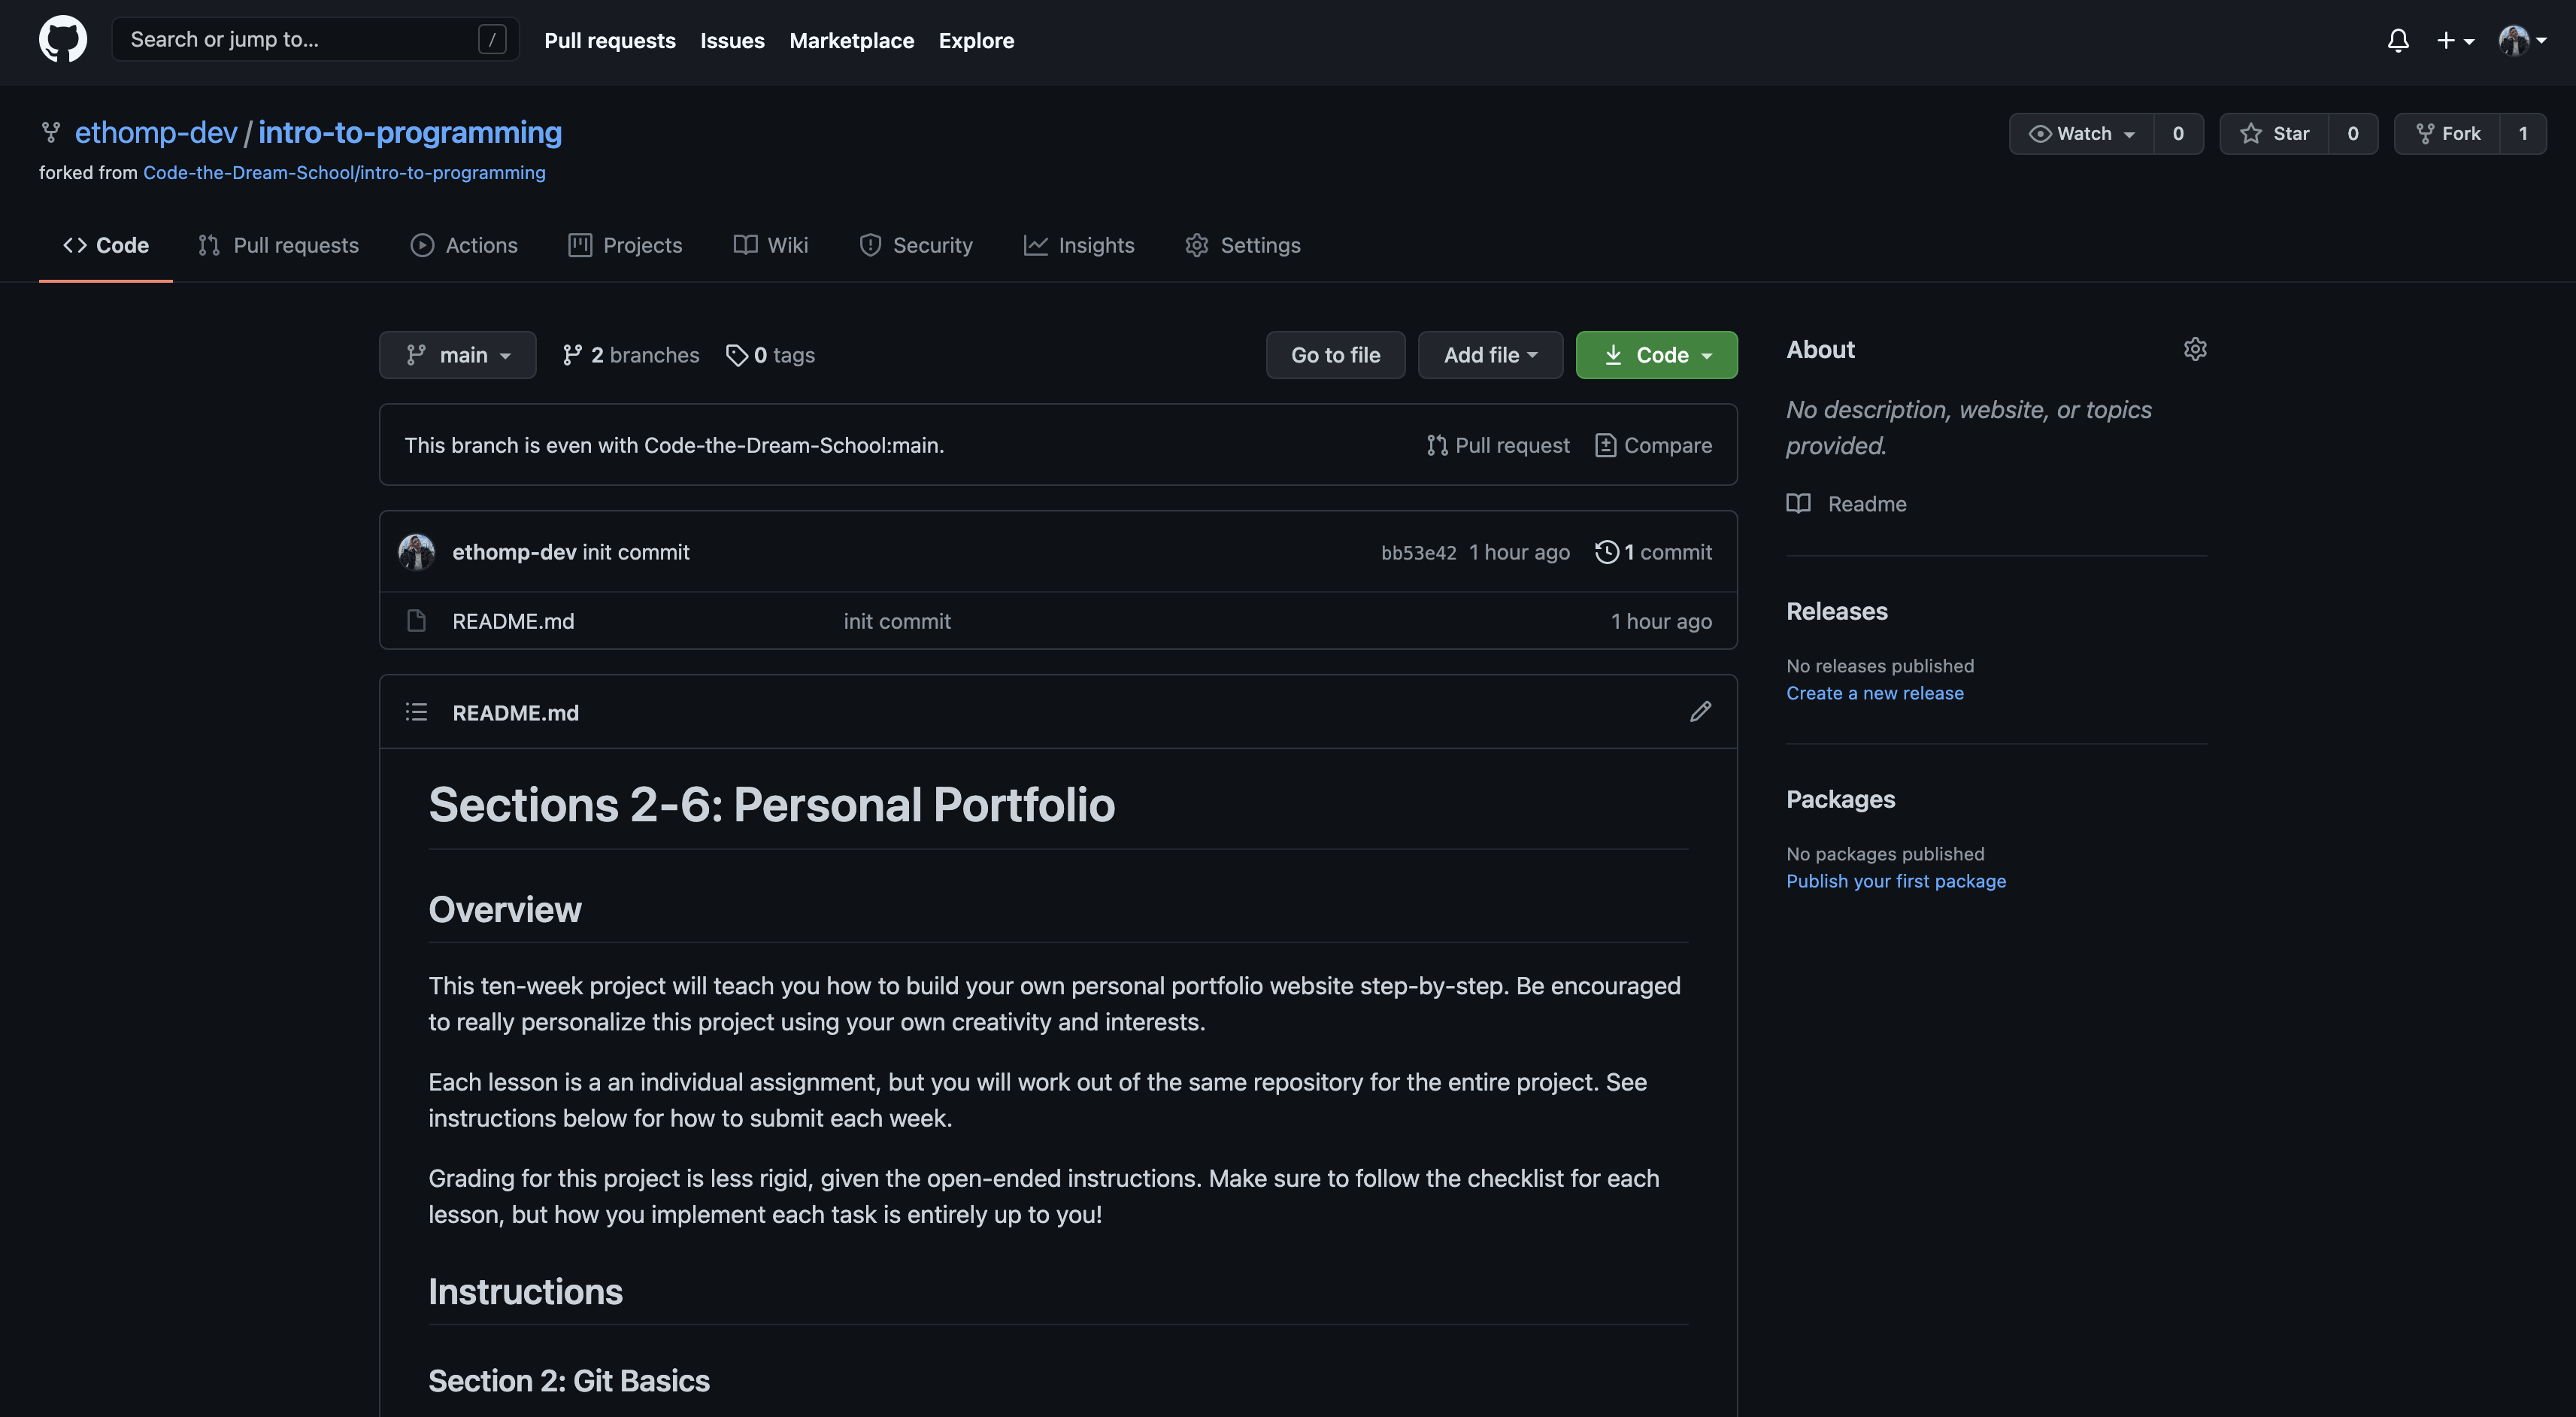 Search or jump to... /
Pull requests Issues Marketplace Explore
ethomp-dev / intro-to-programming
forked from Code-the-Dream-School/intro-to-programming
Watch 0 Star 0 Fork 1
Code Pull requests Actions Projects Wiki Security Insights Settings
main 2 branches 0 tags
Go to file Add file Code
This branch is even with Code-the-Dream-School:main.
Pull request Compare
ethomp-dev init commit bb53e42 1 hour ago 1 commit
README.md init commit 1 hour ago
README.md
Sections 2-6: Personal Portfolio
Overview
This ten-week project will teach you how to build your own personal portfolio website step-by-step. Be encouraged
to really personalize this project using your own creativity and interests.
Each lesson is a an individual assignment, but you will work out of the same repository for the entire project. See
instructions below for how to submit each week.
Grading for this project is less rigid, given the open-ended instructions. Make sure to follow the checklist for each
lesson, but how you implement each task is entirely up to you!
Instructions
Section 2: Git Basics
About
No description, website, or topics
provided.
Readme
Releases
No releases published
Create a new release
Packages
No packages published
Publish your first package